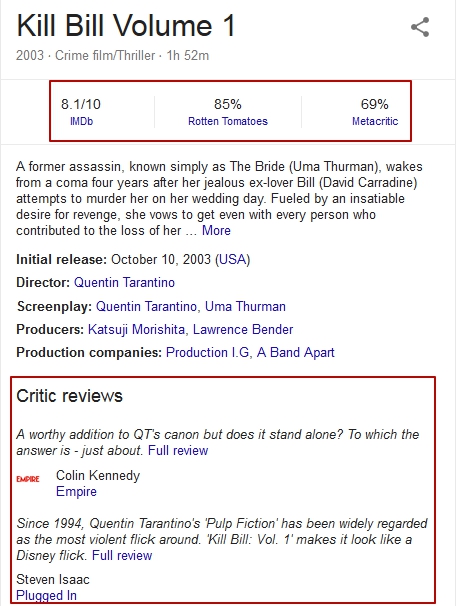 Kill Bill Volume 1
2003 · Crime film/Thriller · 1h 52m
8.1/10 85% 69%
IMDb Rotten Tomatoes Metacritic
A former assassin, known simply as The Bride (Uma Thurman), wakes
from a coma four years after her jealous ex-lover Bill (David Carradine)
attempts to murder her on her wedding day. Fueled by an insatiable
desire for revenge, she vows to get even with every person who
contributed to the loss of her ... More
Initial release: October 10, 2003 (USA)
Director: Quentin Tarantino
Screenplay: Quentin Tarantino, Uma Thurman
Producers: Katsuji Morishita, Lawrence Bender
Production companies: Production I.G, A Band Apart
Critic reviews
A worthy addition to QT's canon but does it stand alone? To which the
answer is - just about. Full review
EMPIRE Colin Kennedy
Empire
Since 1994, Quentin Tarantino's 'Pulp Fiction' has been widely regarded
as the most violent flick around. 'Kill Bill: Vol. 1' makes it look like a
Disney flick. Full review
Steven Isaac
Plugged In